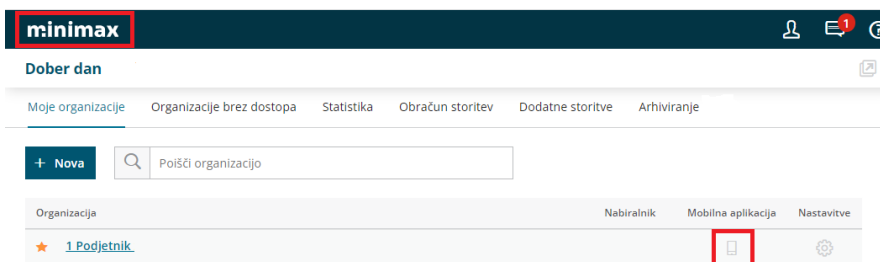 minimax
1
Dober dan
Moje organizacije Organizacije brez dostopa Statistika Obračun storitev Dodatne storitve Arhiviranje
+ Nova Poišči organizacijo
Organizacija Nabiralnik Mobilna aplikacija Nastavitve
1 Podjetnik